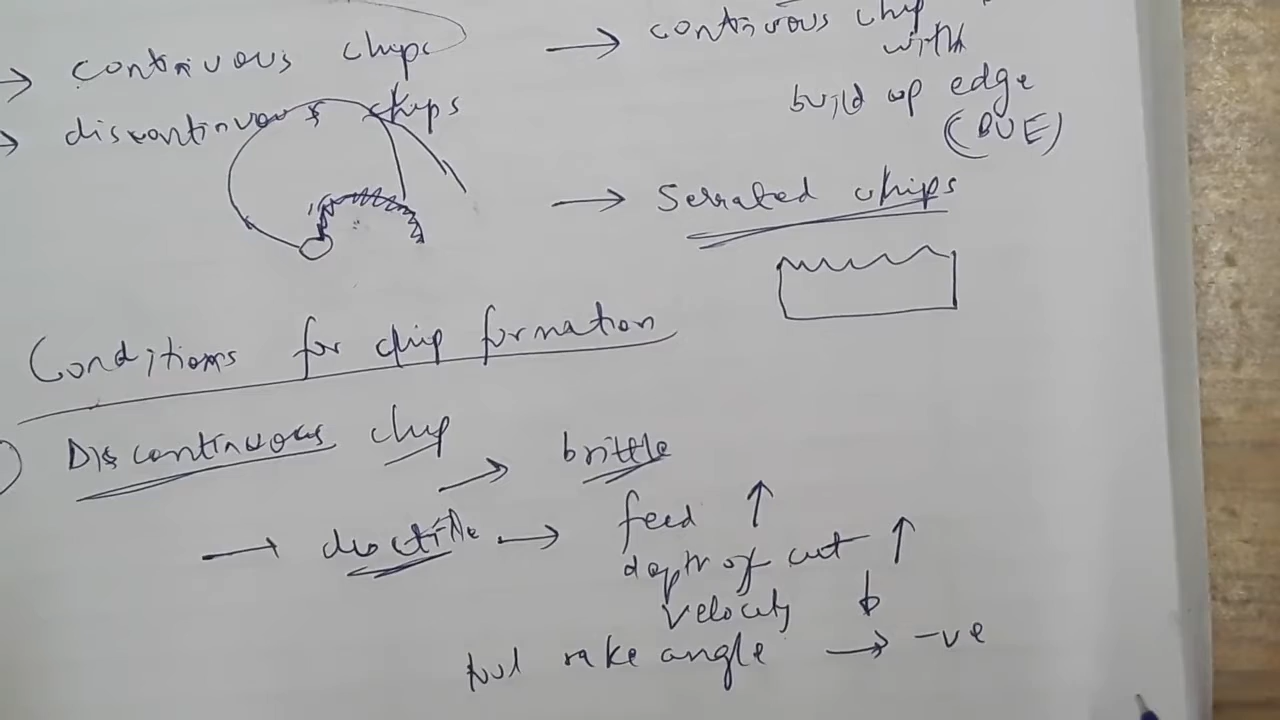 → continuous chips
→ discontinuous chips
→ continuous chip
with
build up edge
(BUE)
→ Serrated chips
Conditions for chip formation
Discontinuous chip
→ brittle
→ ductile → feed ↑
depth of cut ↑
velocity ↓
tool rake angle → -ve